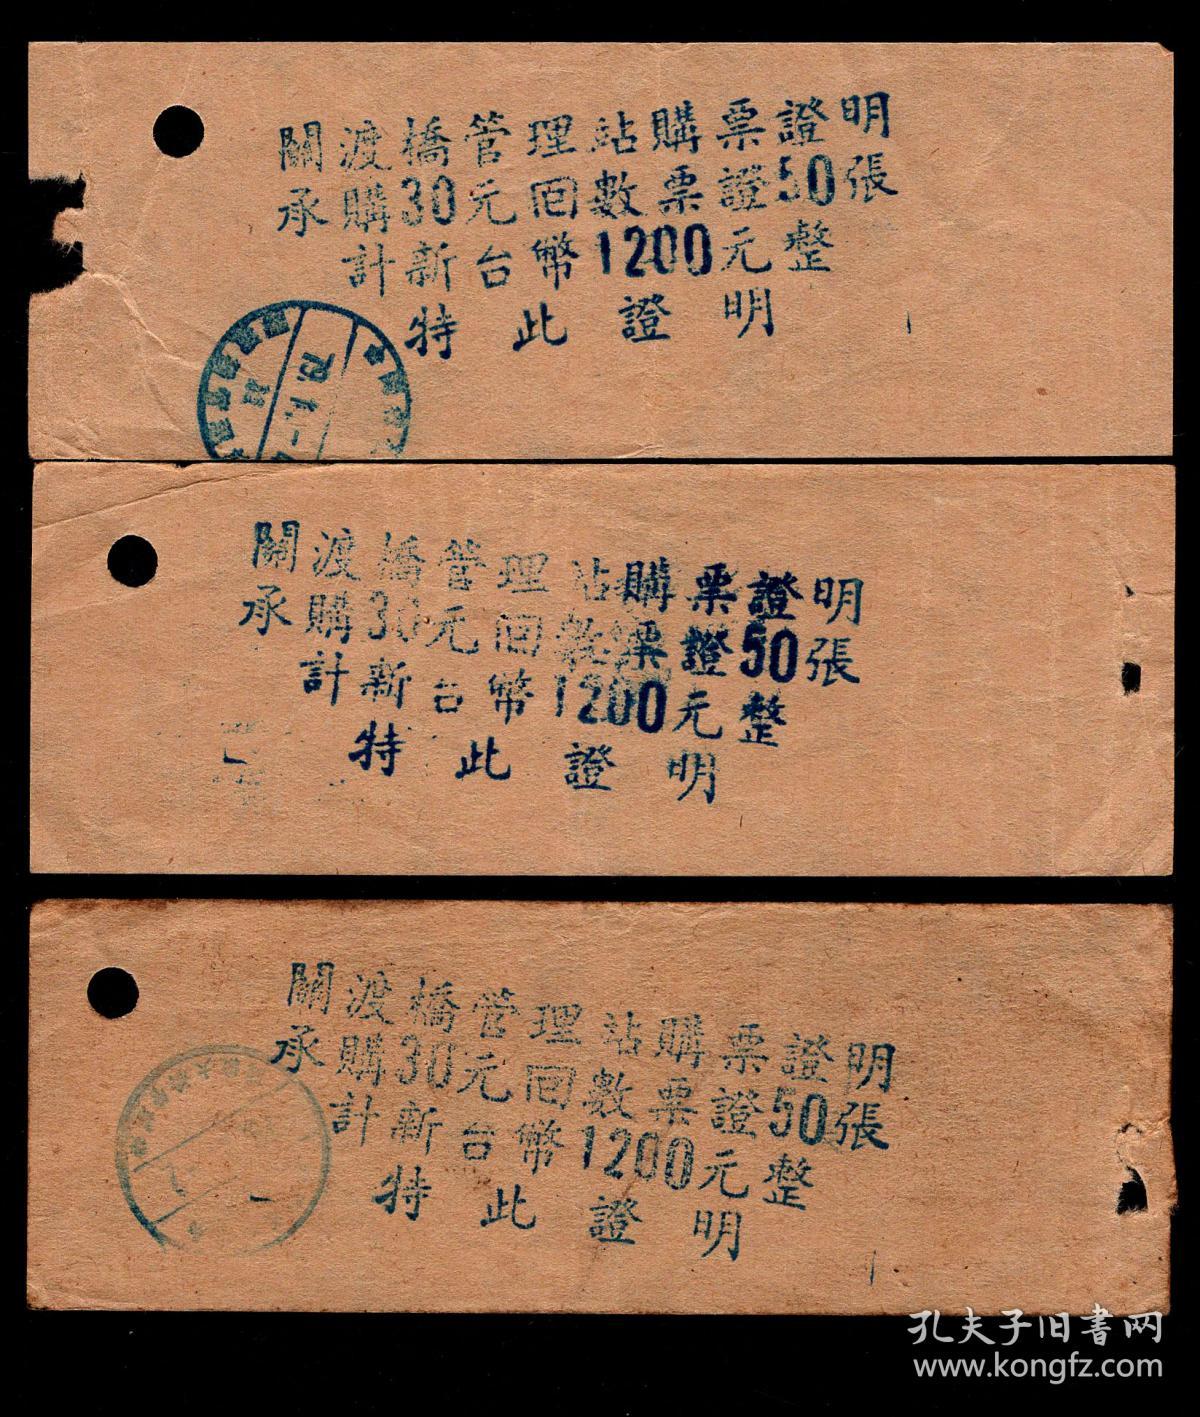 關渡橋管理站購票證明
承購30元回數票證50張
計新台幣1200元整
特此證明
關渡橋管理站購票證明
承購30元回數票證50張
計新台幣1200元整
特此證明
關渡橋管理站購票證明
承購30元回數票證50張
計新台幣1200元整
特此證明
孔夫子旧書网
www.kongfz.com